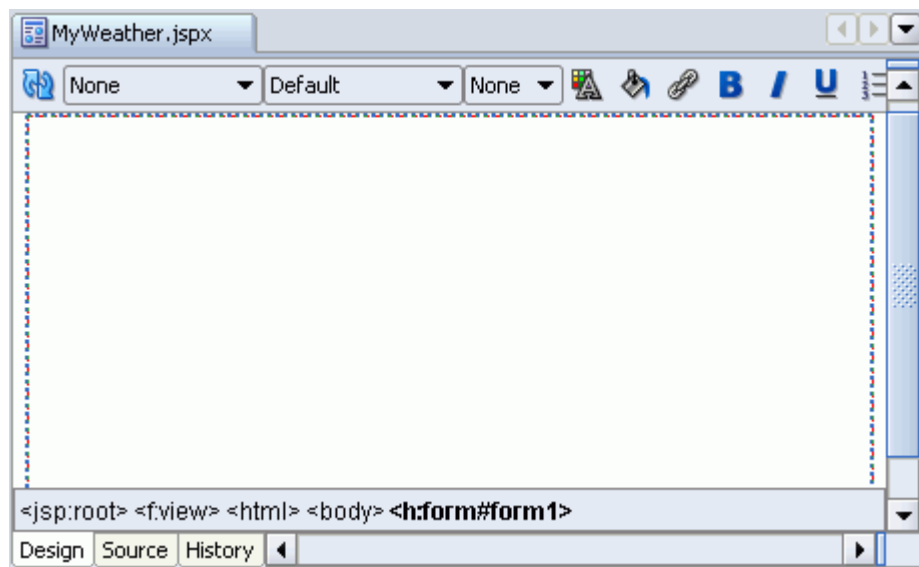 MyWeather.jspx
None Default None B I U
<jsp:root> <f:view> <html> <body> <h:form#form1>
Design Source History